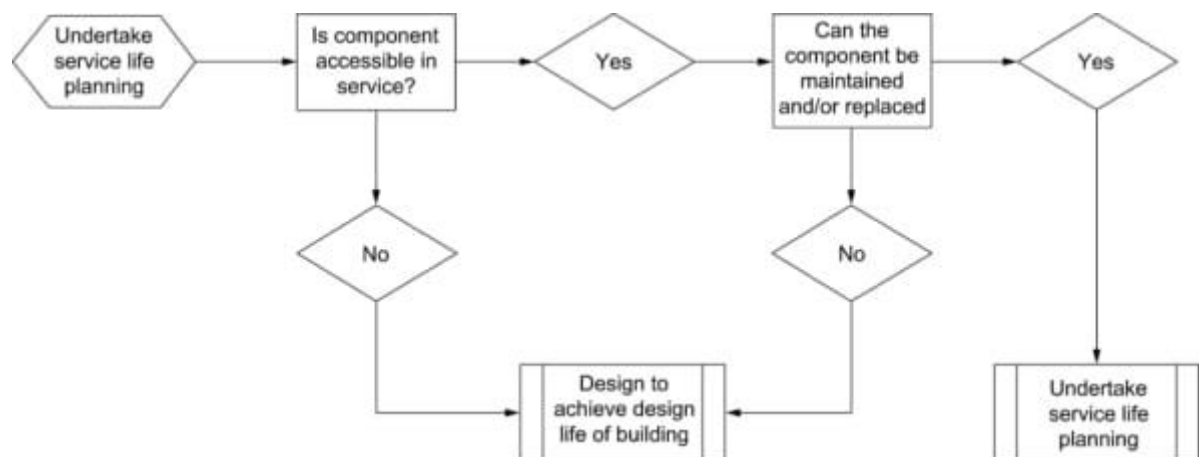 Undertake
service life
planning
Is component
accessible in
service?
Yes
Can the
component be
maintained
and/or replaced
Yes
No
No
Design to
achieve design
life of building
Undertake
service life
planning